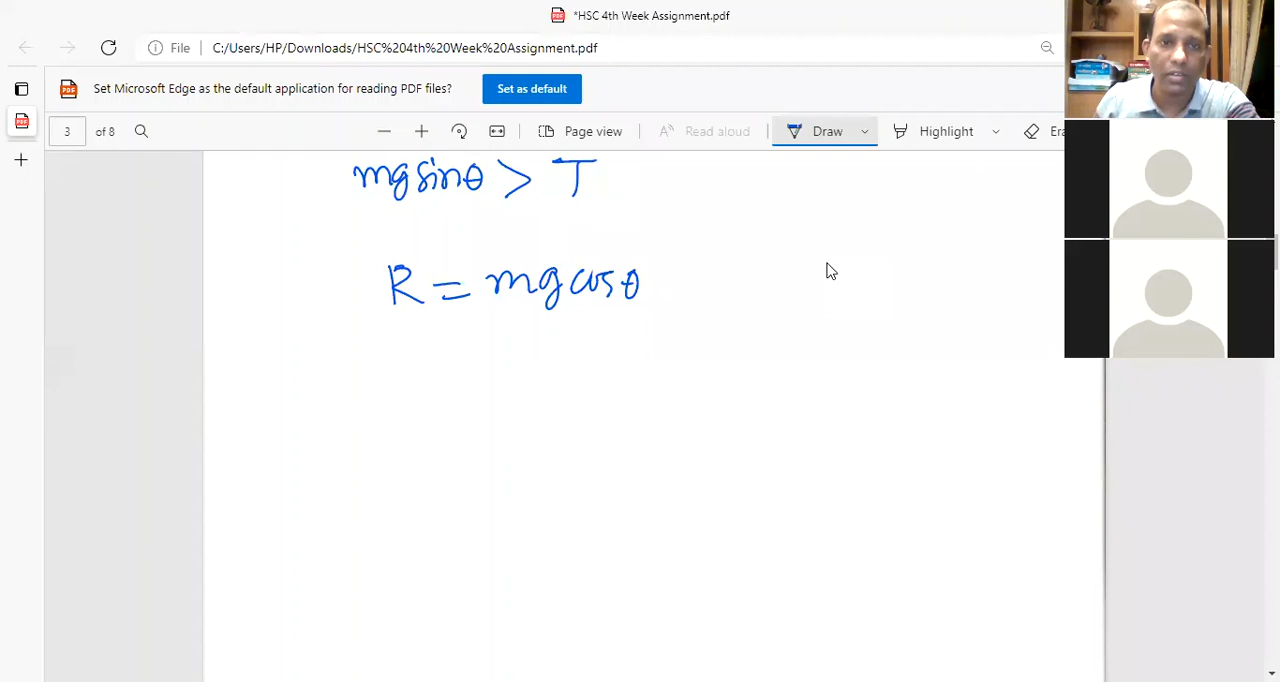 *HSC 4th Week Assignment.pdf
File | C:/Users/HP/Downloads/HSC%204th%20Week%20Assignment.pdf
Set Microsoft Edge as the default application for reading PDF files? Set as default
3 of 8 Page view Read aloud Draw Highlight Era
mg sinθ > T
R = mg cosθ